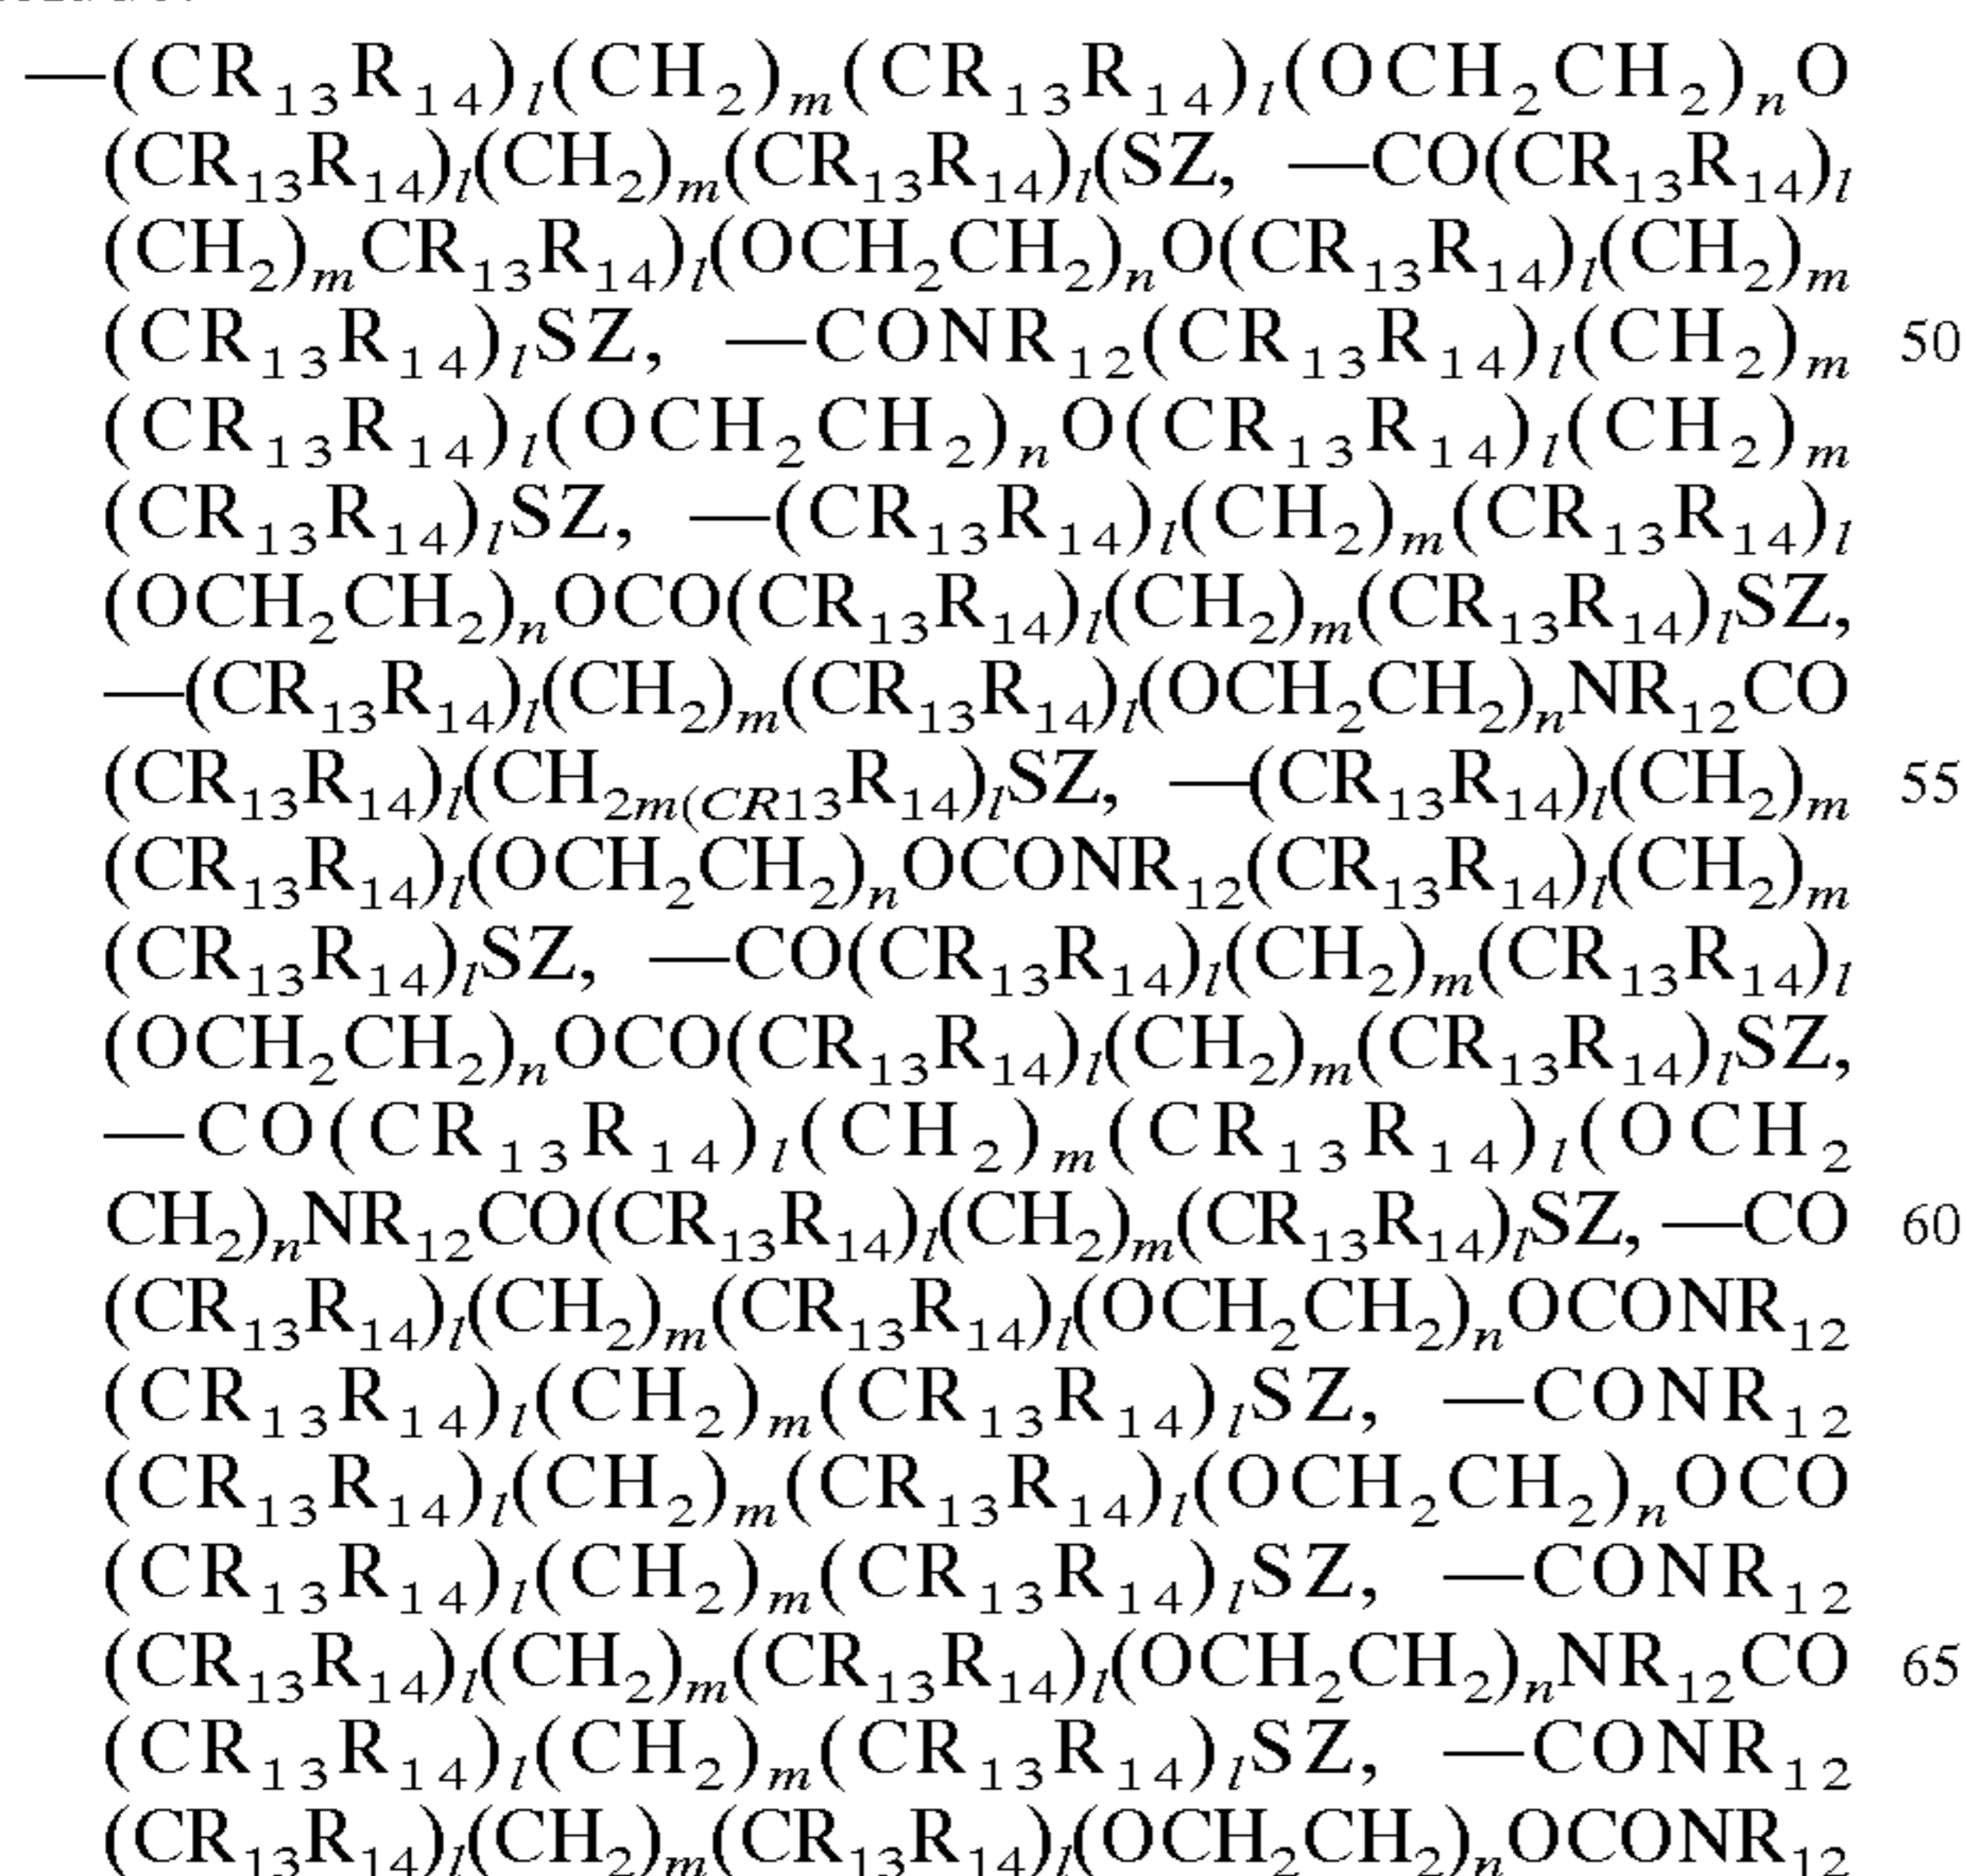 —(CR₁₃R₁₄)ₗ(CH₂)ₘ(CR₁₃R₁₄)ₗ(OCH₂CH₂)ₙO
(CR₁₃R₁₄)ₗ(CH₂)ₘ(CR₁₃R₁₄)ₗ(SZ, —CO(CR₁₃R₁₄)ₗ
(CH₂)ₘCR₁₃R₁₄)ₗ(OCH₂CH₂)ₙO(CR₁₃R₁₄)ₗ(CH₂)ₘ
(CR₁₃R₁₄)ₗSZ, —CONR₁₂(CR₁₃R₁₄)ₗ(CH₂)ₘ 50
(CR₁₃R₁₄)ₗ(OCH₂CH₂)ₙO(CR₁₃R₁₄)ₗ(CH₂)ₘ
(CR₁₃R₁₄)ₗSZ, —(CR₁₃R₁₄)ₗ(CH₂)ₘ(CR₁₃R₁₄)ₗ
(OCH₂CH₂)ₙOCO(CR₁₃R₁₄)ₗ(CH₂)ₘ(CR₁₃R₁₄)ₗSZ,
—(CR₁₃R₁₄)ₗ(CH₂)ₘ(CR₁₃R₁₄)ₗ(OCH₂CH₂)ₙNR₁₂CO
(CR₁₃R₁₄)ₗ(CH₂ₘ₍CR₁₃R₁₄)ₗSZ, —(CR₁₃R₁₄)ₗ(CH₂)ₘ 55
(CR₁₃R₁₄)ₗ(OCH₂CH₂)ₙOCONR₁₂(CR₁₃R₁₄)ₗ(CH₂)ₘ
(CR₁₃R₁₄)ₗSZ, —CO(CR₁₃R₁₄)ₗ(CH₂)ₘ(CR₁₃R₁₄)ₗ
(OCH₂CH₂)ₙOCO(CR₁₃R₁₄)ₗ(CH₂)ₘ(CR₁₃R₁₄)ₗSZ,
—CO(CR₁₃R₁₄)ₗ(CH₂)ₘ(CR₁₃R₁₄)ₗ(OCH₂
CH₂)ₙNR₁₂CO(CR₁₃R₁₄)ₗ(CH₂)ₘ(CR₁₃R₁₄)ₗSZ, —CO 60
(CR₁₃R₁₄)ₗ(CH₂)ₘ(CR₁₃R₁₄)ₗ(OCH₂CH₂)ₙOCONR₁₂
(CR₁₃R₁₄)ₗ(CH₂)ₘ(CR₁₃R₁₄)ₗSZ, —CONR₁₂
(CR₁₃R₁₄)ₗ(CH₂)ₘ(CR₁₃R₁₄)ₗ(OCH₂CH₂)ₙOCO
(CR₁₃R₁₄)ₗ(CH₂)ₘ(CR₁₃R₁₄)ₗSZ, —CONR₁₂
(CR₁₃R₁₄)ₗ(CH₂)ₘ(CR₁₃R₁₄)ₗ(OCH₂CH₂)ₙNR₁₂CO 65
(CR₁₃R₁₄)ₗ(CH₂)ₘ(CR₁₃R₁₄)ₗSZ, —CONR₁₂
(CR₁₃R₁₄)ₗ(CH₂)ₘ(CR₁₃R₁₄)ₗ(OCH₂CH₂)ₙOCONR₁₂